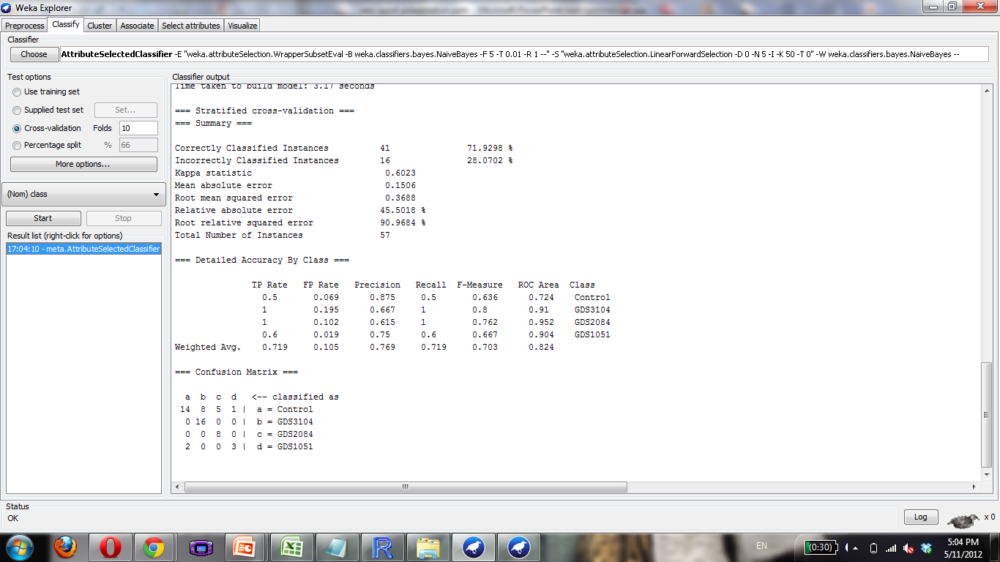 Weka Explorer
Preprocess Classify Cluster Associate Select attributes Visualize
Classifier
Choose AttributeSelectedClassifier -E "weka.attributeSelection.WrapperSubsetEval -B weka.classifiers.bayes.NaiveBayes -F 5 -T 0.01 -R 1 --" -S "weka.attributeSelection.LinearForwardSelection -D 0 -N 5 -I -K 50 -T 0" -W weka.classifiers.bayes.NaiveBayes --
Test options
Use training set
Supplied test set Set...
Cross-validation Folds 10
Percentage split % 66
More options...
(Nom) class
Start Stop
Result list (right-click for options)
17:04:10 - meta.AttributeSelectedClassifier
Classifier output
Time taken to build model: 3.17 seconds
=== Stratified cross-validation ===
=== Summary ===
Correctly Classified Instances 41 71.9298 %
Incorrectly Classified Instances 16 28.0702 %
Kappa statistic 0.6023
Mean absolute error 0.1506
Root mean squared error 0.3688
Relative absolute error 45.5018 %
Root relative squared error 90.9684 %
Total Number of Instances 57
=== Detailed Accuracy By Class ===
TP Rate FP Rate Precision Recall F-Measure ROC Area Class
0.5 0.069 0.875 0.5 0.636 0.724 Control
1 0.195 0.667 1 0.8 0.91 GDS3104
1 0.102 0.615 1 0.762 0.952 GDS2084
0.6 0.019 0.75 0.6 0.667 0.904 GDS1051
Weighted Avg. 0.719 0.105 0.769 0.719 0.703 0.824
=== Confusion Matrix ===
a b c d <-- classified as
14 8 5 1 | a = Control
0 16 0 0 | b = GDS3104
0 0 8 0 | c = GDS2084
2 0 0 3 | d = GDS1051
Status
OK
Log x 0
EN (0:30) 5:04 PM
5/11/2012